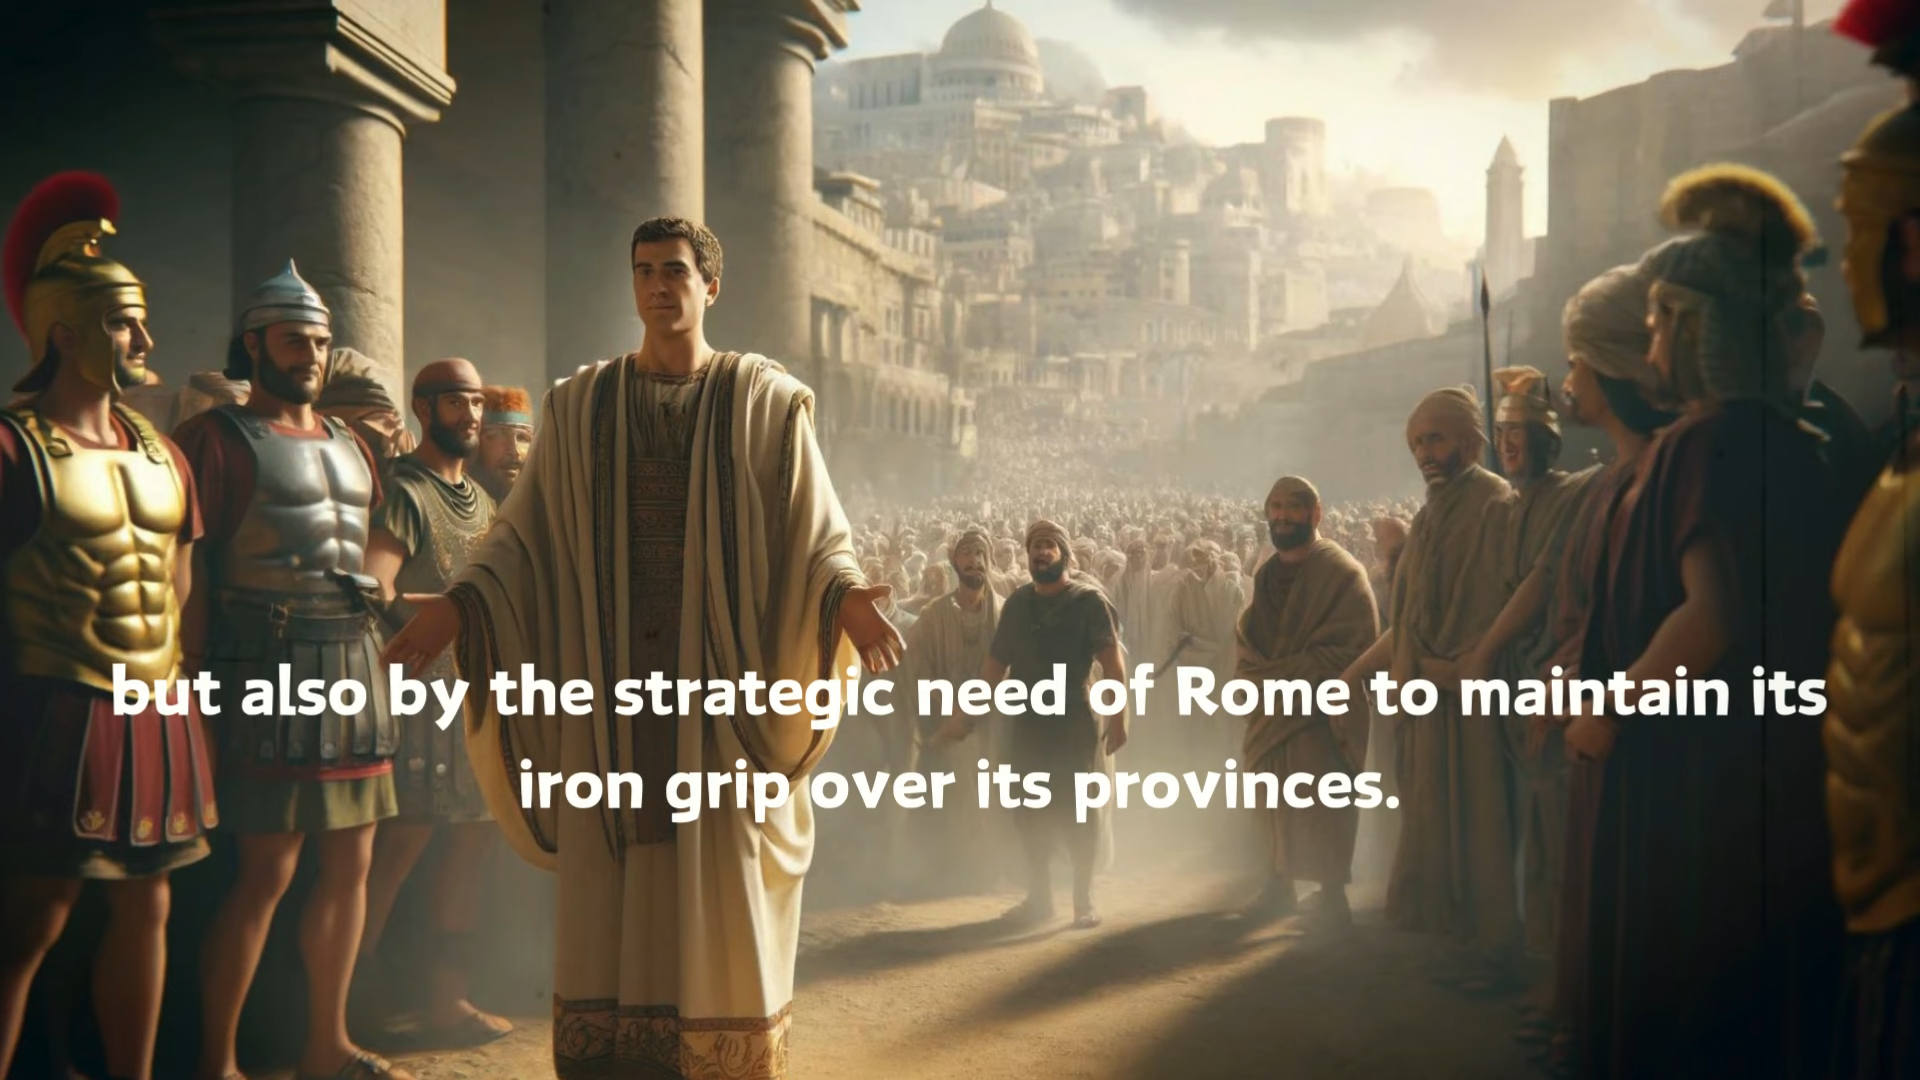 but also by the strategic need of Rome to maintain its
iron grip over its provinces.